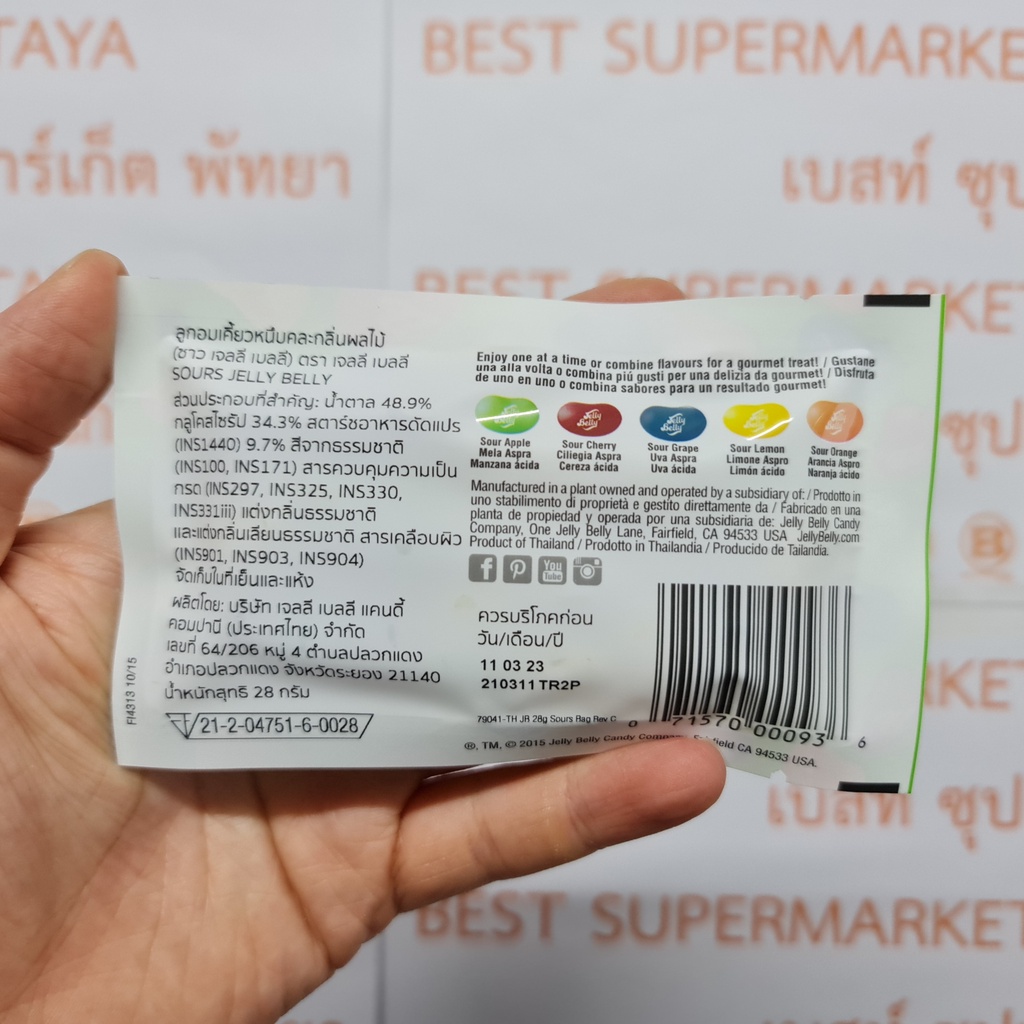 TAYA
BEST SUPERMARKE
าร์เก็ต พัทยา
เบสท์ ซุป
ลูกอมเคี้ยวหนึบคละกลิ่นผลไม้
(ซาว เจลลี่ เบลลี่) ตรา เจลลี่ เบลลี่
SOURS JELLY BELLY
ส่วนประกอบที่สำคัญ: น้ำตาล 48.9%
กลูโคสไซรัป 34.3% สตาร์ชอาหารดัดแปร
(INS1440) 9.7% สีจากธรรมชาติ
(INS100, INS171) สารควบคุมความเป็น
กรด (INS297, INS325, INS330,
INS331iii) แต่งกลิ่นธรรมชาติ
และแต่งกลิ่นเลียนธรรมชาติ สารเคลือบผิว
(INS901, INS903, INS904)
จัดเก็บในที่เย็นและแห้ง
ผลิตโดย: บริษัท เจลลี เบลลี แคนดี้
คอมปานี (ประเทศไทย) จำกัด
เลขที่ 64/206 หมู่ 4 ตำบลปลวกแดง
อำเภอปลวกแดง จังหวัดระยอง 21140
น้ำหนักสุทธิ 28 กรัม
21-2-04751-6-0028
FI4313 10/15
Enjoy one at a time or combine flavours for a gourmet treat! / Gustane
una alla volta o combina piú gusti per una delizia da gourmet! / Disfruta
de uno en uno o combina sabores para un resultado gourmet!
Jelly Belly
Jelly Belly
Jelly Belly
Jelly Belly
Jelly Belly
Sour Apple
Mela Aspra
Manzana ácida
Sour Cherry
Ciliegia Aspra
Cereza ácida
Sour Grape
Uva Aspra
Uva ácida
Sour Lemon
Limone Aspro
Limón ácido
Sour Orange
Arancia Aspro
Naranja ácido
Manufactured in a plant owned and operated by a subsidiary of: / Prodotto in
uno stabilimento di proprietà e gestito direttamente da / Fabricado en una
planta de propiedad y operada por una subsidiaria de: Jelly Belly Candy
Company, One Jelly Belly Lane, Fairfield, CA 94533 USA JellyBelly.com
Product of Thailand / Prodotto in Thailandia / Producido de Tailandia.
You Tube
ควรบริโภคก่อน
วัน/เดือน/ปี
11 03 23
210311 TR2P
79041-TH JB 28g Sours Bag Rev C
0 71570 00093 6
®, TM, © 2015 Jelly Belly Candy Company Fairfield CA 94533 USA.
BEST SUPERMARKET
เบสท์ ซุป